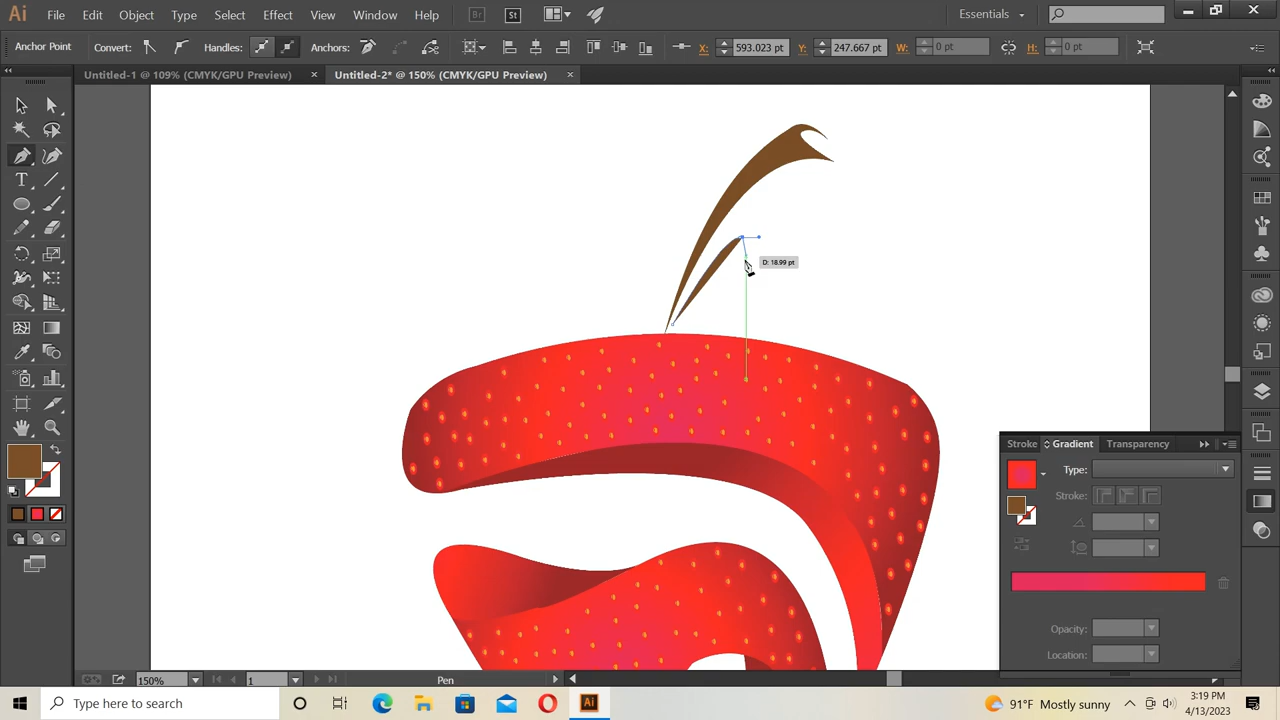 Ai File Edit Object Type Select Effect View Window Help Br St Essentials
Anchor Point Convert: Handles: Anchors: X: 593.023 pt Y: 247.667 pt W: 0 pt H: 0 pt
Untitled-1 @ 109% (CMYK/GPU Preview) × Untitled-2* @ 150% (CMYK/GPU Preview) ×
D: 18.99 pt
Stroke Gradient Transparency
Type:
Stroke:
Opacity:
Location:
150% 1 Pen
Type here to search Ai 91°F Mostly sunny 3:19 PM
4/13/2023